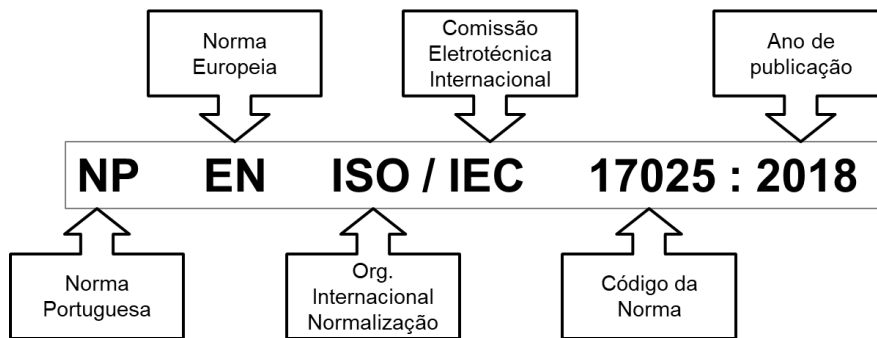 Norma
Europeia
Comissão
Eletrotécnica
Internacional
Ano de
publicação
NP EN ISO / IEC 17025 : 2018
Norma
Portuguesa
Org.
Internacional
Normalização
Código da
Norma